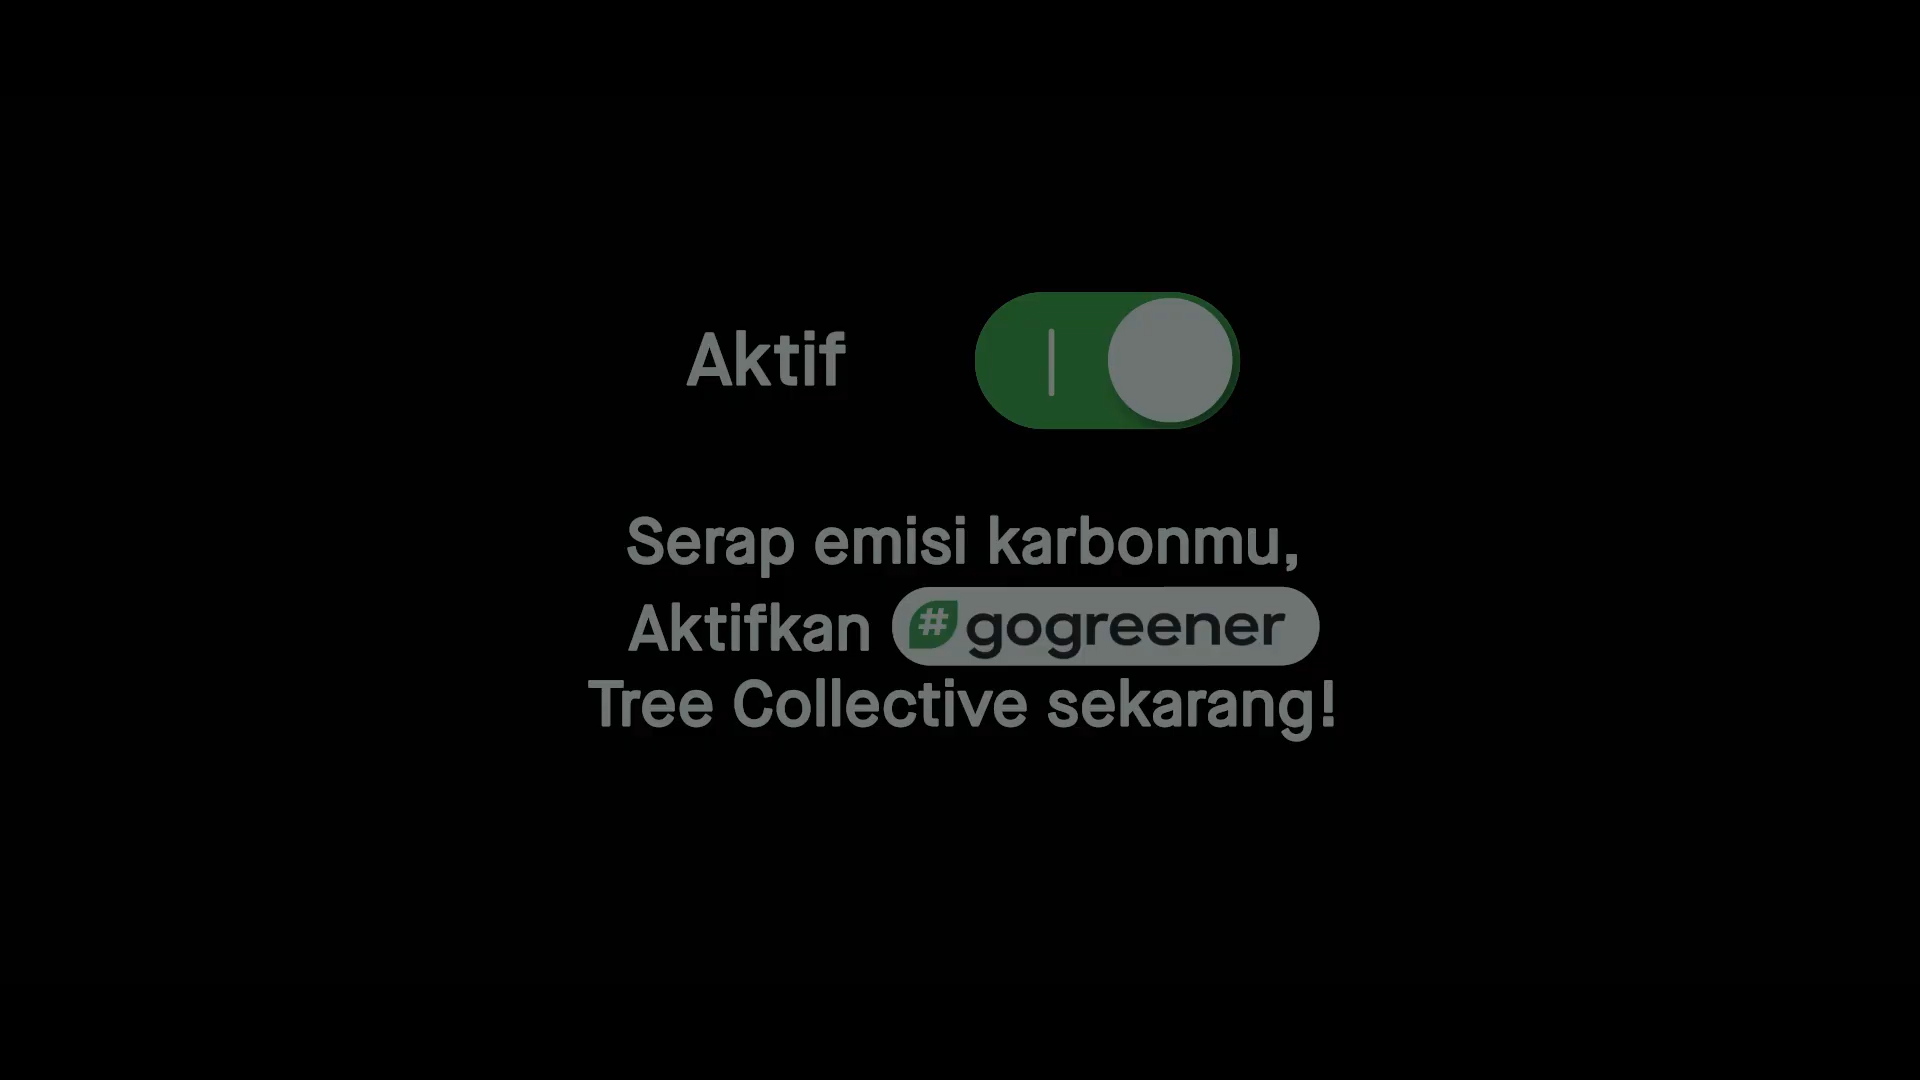 Aktif
Serap emisi karbonmu,
Aktifkan #gogreener
Tree Collective sekarang!